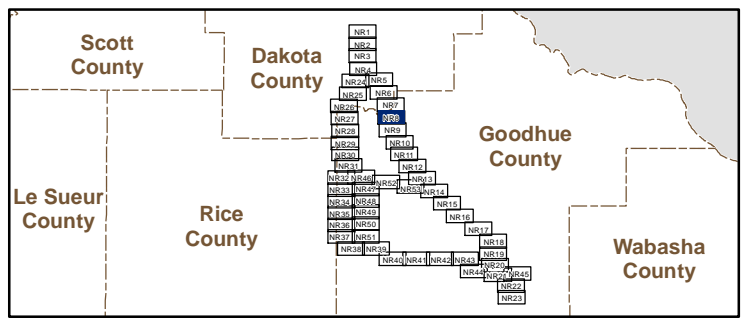 NR1
NR2
NR3
NR4
NR24 NR5
NR25 NR6
NR26 NR7
NR8
NR27
NR28 NR9
NR29 NR10
NR30 NR11
NR31 NR12
NR32 NR46 NR52 NR13
NR33 NR47 NR53 NR14
NR34 NR48 NR15
NR35 NR49 NR16
NR36 NR50 NR17
NR37 NR51 NR18
NR38 NR39 NR19
NR40 NR41 NR42 NR43 NR20
NR44 NR45
NR22
NR23
Scott
County
Dakota
County
Goodhue
County
Le Sueur
County
Rice
County
Wabasha
County